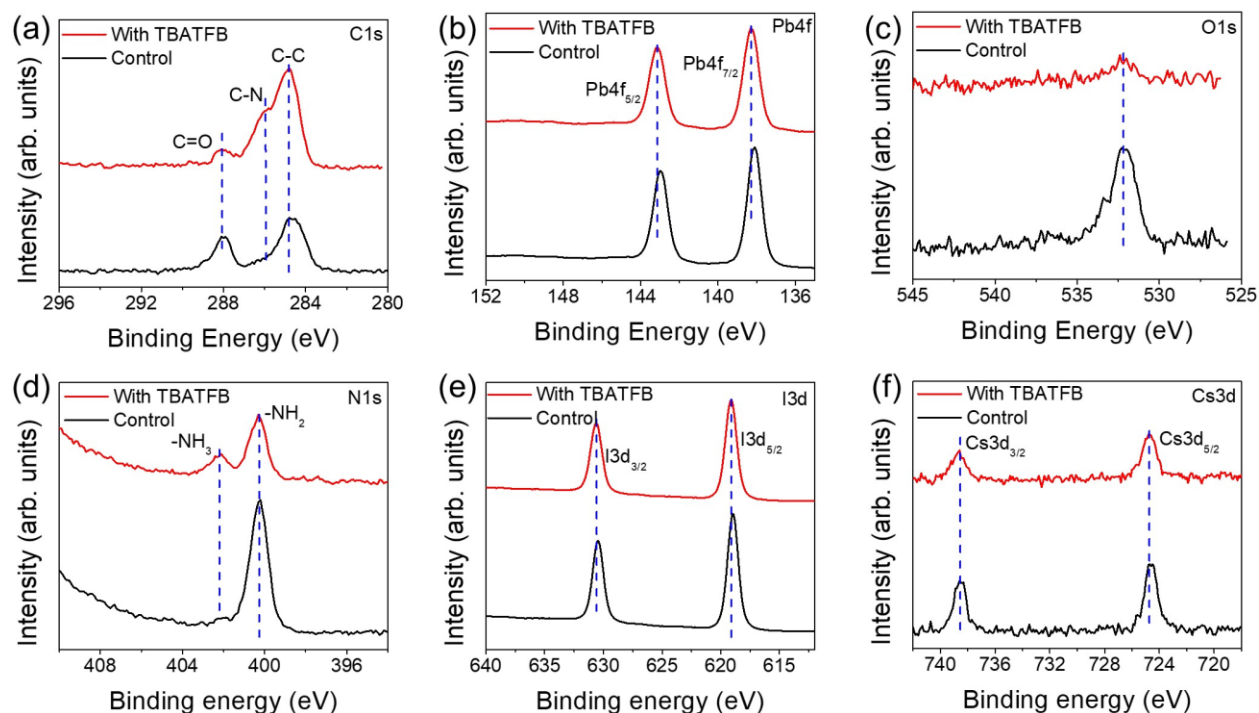 (a)
With TBATFB
Control
C1s
C-C
C-N
C=O
Intensity (arb. units)
296 292 288 284 280
Binding Energy (eV)
(b)
With TBATFB
Control
Pb4f
Pb4f7/2
Pb4f5/2
Intensity (arb. units)
152 148 144 140 136
Binding Energy (eV)
(c)
With TBATFB
Control
O1s
Intensity (arb. units)
545 540 535 530 525
Binding Energy (eV)
(d)
With TBATFB
Control
N1s
-NH2
-NH3
Intensity (arb. units)
408 404 400 396
Binding energy (eV)
(e)
With TBATFB
Control
I3d
I3d3/2
I3d5/2
Intensity (arb. units)
640 635 630 625 620 615
Binding energy (eV)
(f)
With TBATFB
Control
Cs3d
Cs3d3/2
Cs3d5/2
Intensity (arb. units)
740 736 732 728 724 720
Binding energy (eV)